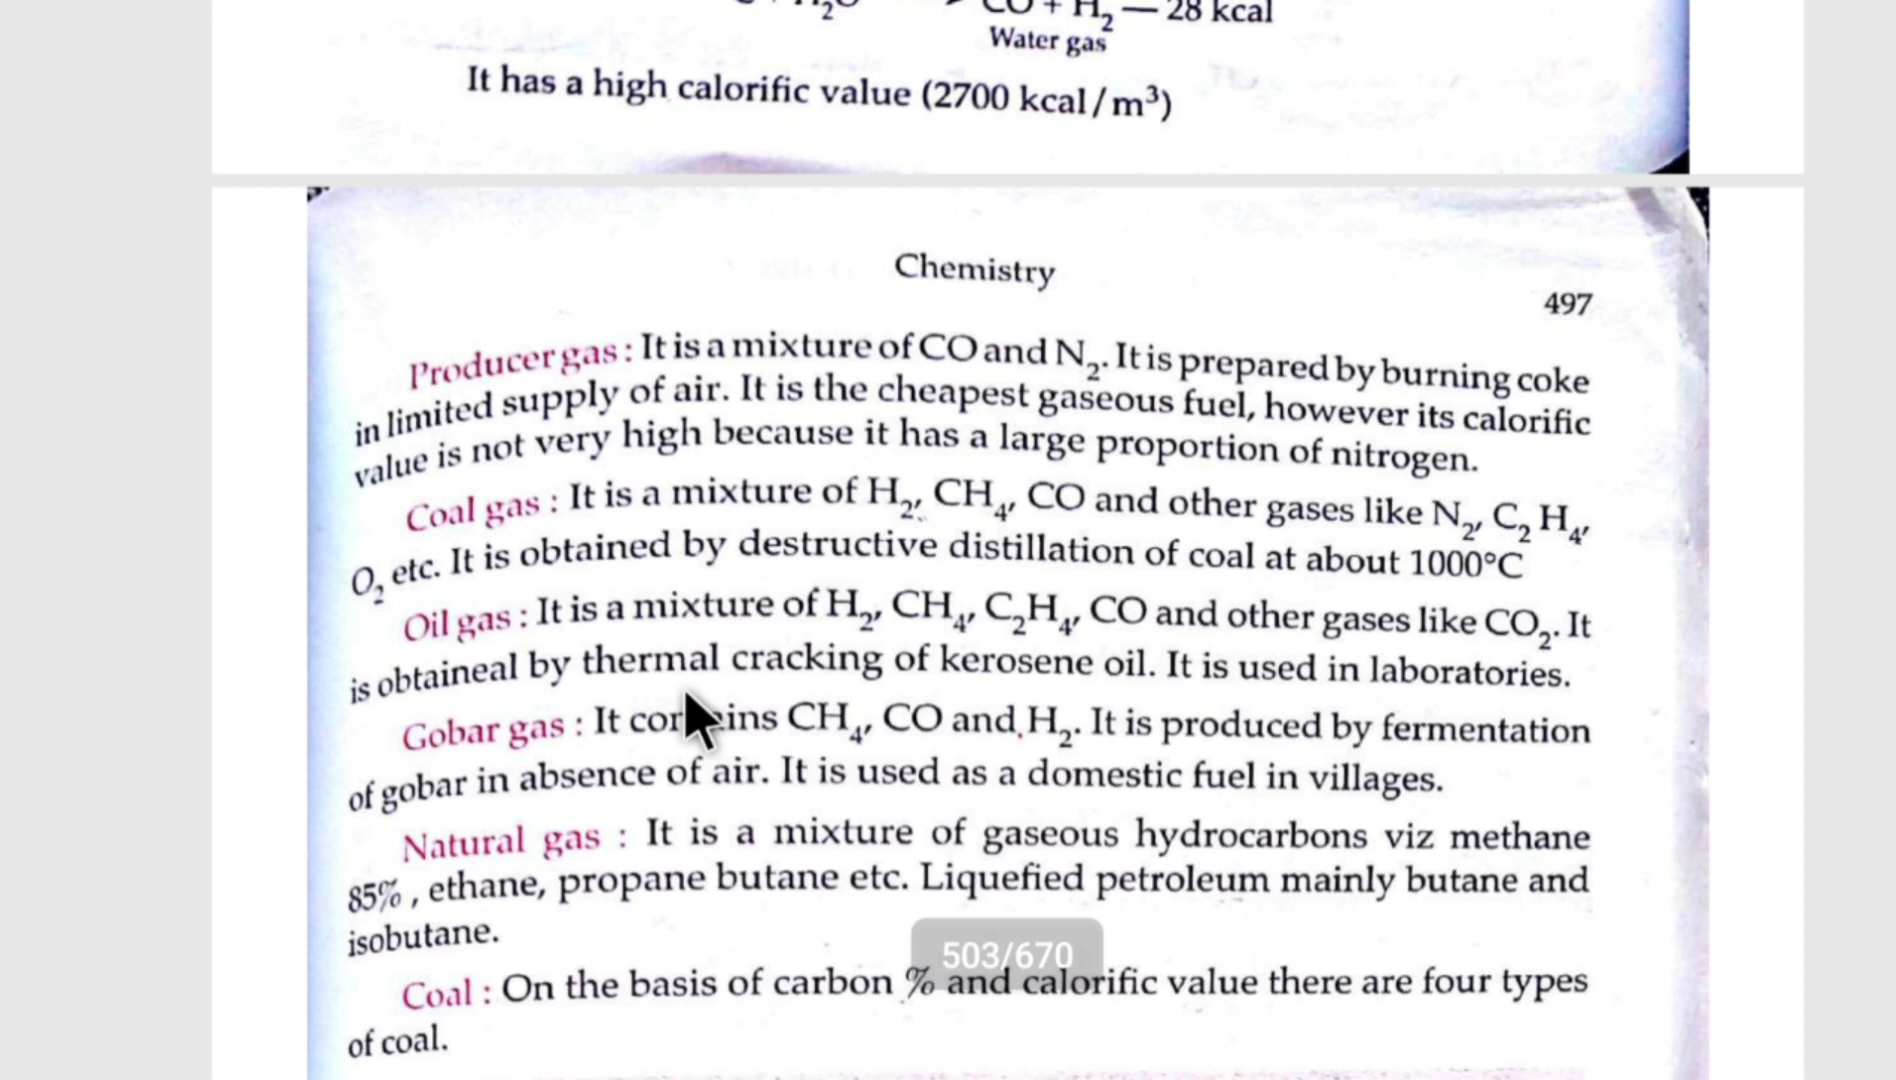 CO + H₂ — 28 kcal
Water gas
It has a high calorific value (2700 kcal/m³)
Chemistry
497
Producer gas : It is a mixture of CO and N₂. It is prepared by burning coke
in limited supply of air. It is the cheapest gaseous fuel, however its calorific
value is not very high because it has a large proportion of nitrogen.
Coal gas : It is a mixture of H₂, CH₄, CO and other gases like N₂, C₂ H₄,
O₂ etc. It is obtained by destructive distillation of coal at about 1000°C
Oil gas : It is a mixture of H₂, CH₄, C₂H₄, CO and other gases like CO₂. It
is obtaineal by thermal cracking of kerosene oil. It is used in laboratories.
Gobar gas : It contains CH₄, CO and H₂. It is produced by fermentation
of gobar in absence of air. It is used as a domestic fuel in villages.
Natural gas : It is a mixture of gaseous hydrocarbons viz methane
85% , ethane, propane butane etc. Liquefied petroleum mainly butane and
isobutane.
503/670
Coal : On the basis of carbon % and calorific value there are four types
of coal.